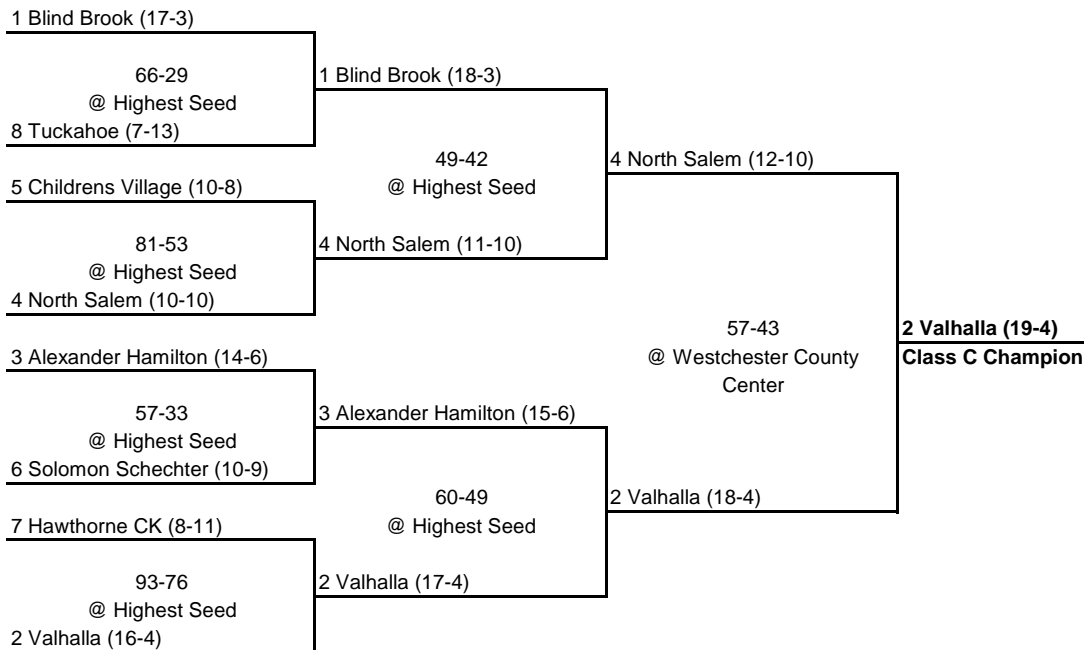 1 Blind Brook (17-3)
66-29
@ Highest Seed
8 Tuckahoe (7-13)
5 Childrens Village (10-8)
81-53
@ Highest Seed
4 North Salem (10-10)
3 Alexander Hamilton (14-6)
57-33
@ Highest Seed
6 Solomon Schechter (10-9)
7 Hawthorne CK (8-11)
93-76
@ Highest Seed
2 Valhalla (16-4)
1 Blind Brook (18-3)
49-42
@ Highest Seed
4 North Salem (11-10)
3 Alexander Hamilton (15-6)
60-49
@ Highest Seed
2 Valhalla (17-4)
4 North Salem (12-10)
57-43
@ Westchester County
Center
2 Valhalla (18-4)
2 Valhalla (19-4)
Class C Champion